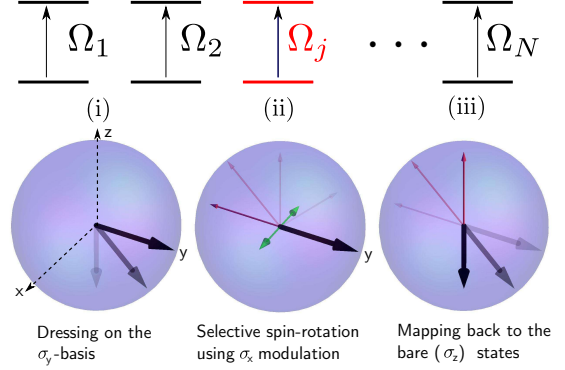 Ω1 Ω2 Ωj · · · ΩN
(i) (ii) (iii)
z
y
x
y
Dressing on the
σy-basis
Selective spin-rotation
using σx modulation
Mapping back to the
bare (σz) states